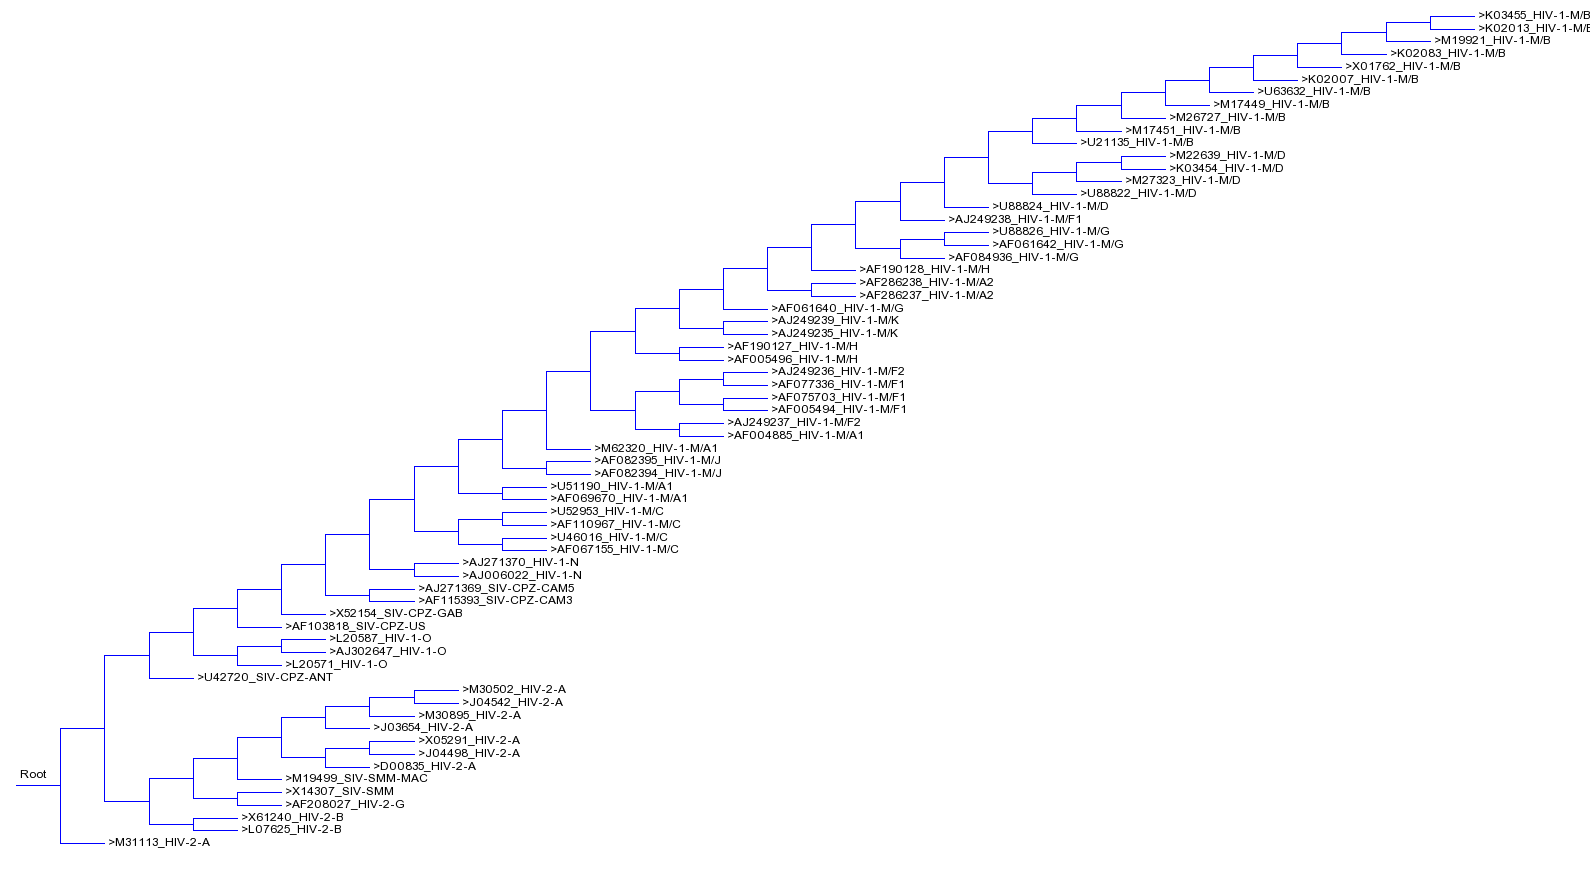 >K03455_HIV-1-M/B
>K02013_HIV-1-M/B
>M19921_HIV-1-M/B
>K02083_HIV-1-M/B
>X01762_HIV-1-M/B
>K02007_HIV-1-M/B
>U63632_HIV-1-M/B
>M17449_HIV-1-M/B
>M26727_HIV-1-M/B
>M17451_HIV-1-M/B
>U21135_HIV-1-M/B
>M22639_HIV-1-M/D
>K03454_HIV-1-M/D
>M27323_HIV-1-M/D
>U88822_HIV-1-M/D
>U88824_HIV-1-M/D
>AJ249238_HIV-1-M/F1
>U88826_HIV-1-M/G
>AF061642_HIV-1-M/G
>AF084936_HIV-1-M/G
>AF190128_HIV-1-M/H
>AF286238_HIV-1-M/A2
>AF286237_HIV-1-M/A2
>AF061640_HIV-1-M/G
>AJ249239_HIV-1-M/K
>AJ249235_HIV-1-M/K
>AF190127_HIV-1-M/H
>AF005496_HIV-1-M/H
>AJ249236_HIV-1-M/F2
>AF077336_HIV-1-M/F1
>AF075703_HIV-1-M/F1
>AF005494_HIV-1-M/F1
>AJ249237_HIV-1-M/F2
>AF004885_HIV-1-M/A1
>M62320_HIV-1-M/A1
>AF082395_HIV-1-M/J
>AF082394_HIV-1-M/J
>U51190_HIV-1-M/A1
>AF069670_HIV-1-M/A1
>U52953_HIV-1-M/C
>AF110967_HIV-1-M/C
>U46016_HIV-1-M/C
>AF067155_HIV-1-M/C
>AJ271370_HIV-1-N
>AJ006022_HIV-1-N
>AJ271369_SIV-CPZ-CAM5
>AF115393_SIV-CPZ-CAM3
>X52154_SIV-CPZ-GAB
>AF103818_SIV-CPZ-US
>L20587_HIV-1-O
>AJ302647_HIV-1-O
>L20571_HIV-1-O
>U42720_SIV-CPZ-ANT
>M30502_HIV-2-A
>J04542_HIV-2-A
>M30895_HIV-2-A
>J03654_HIV-2-A
>X05291_HIV-2-A
>J04498_HIV-2-A
>D00835_HIV-2-A
Root
>M19499_SIV-SMM-MAC
>X14307_SIV-SMM
>AF208027_HIV-2-G
>X61240_HIV-2-B
>L07625_HIV-2-B
>M31113_HIV-2-A